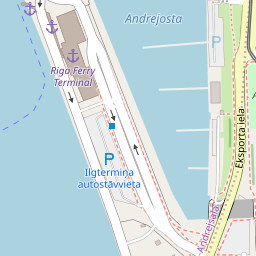 Andrejosta
Riga Ferry
Terminal
P
P
Ilgtermiņa
autostāvvieta
Eksporta iela
Andrejsala